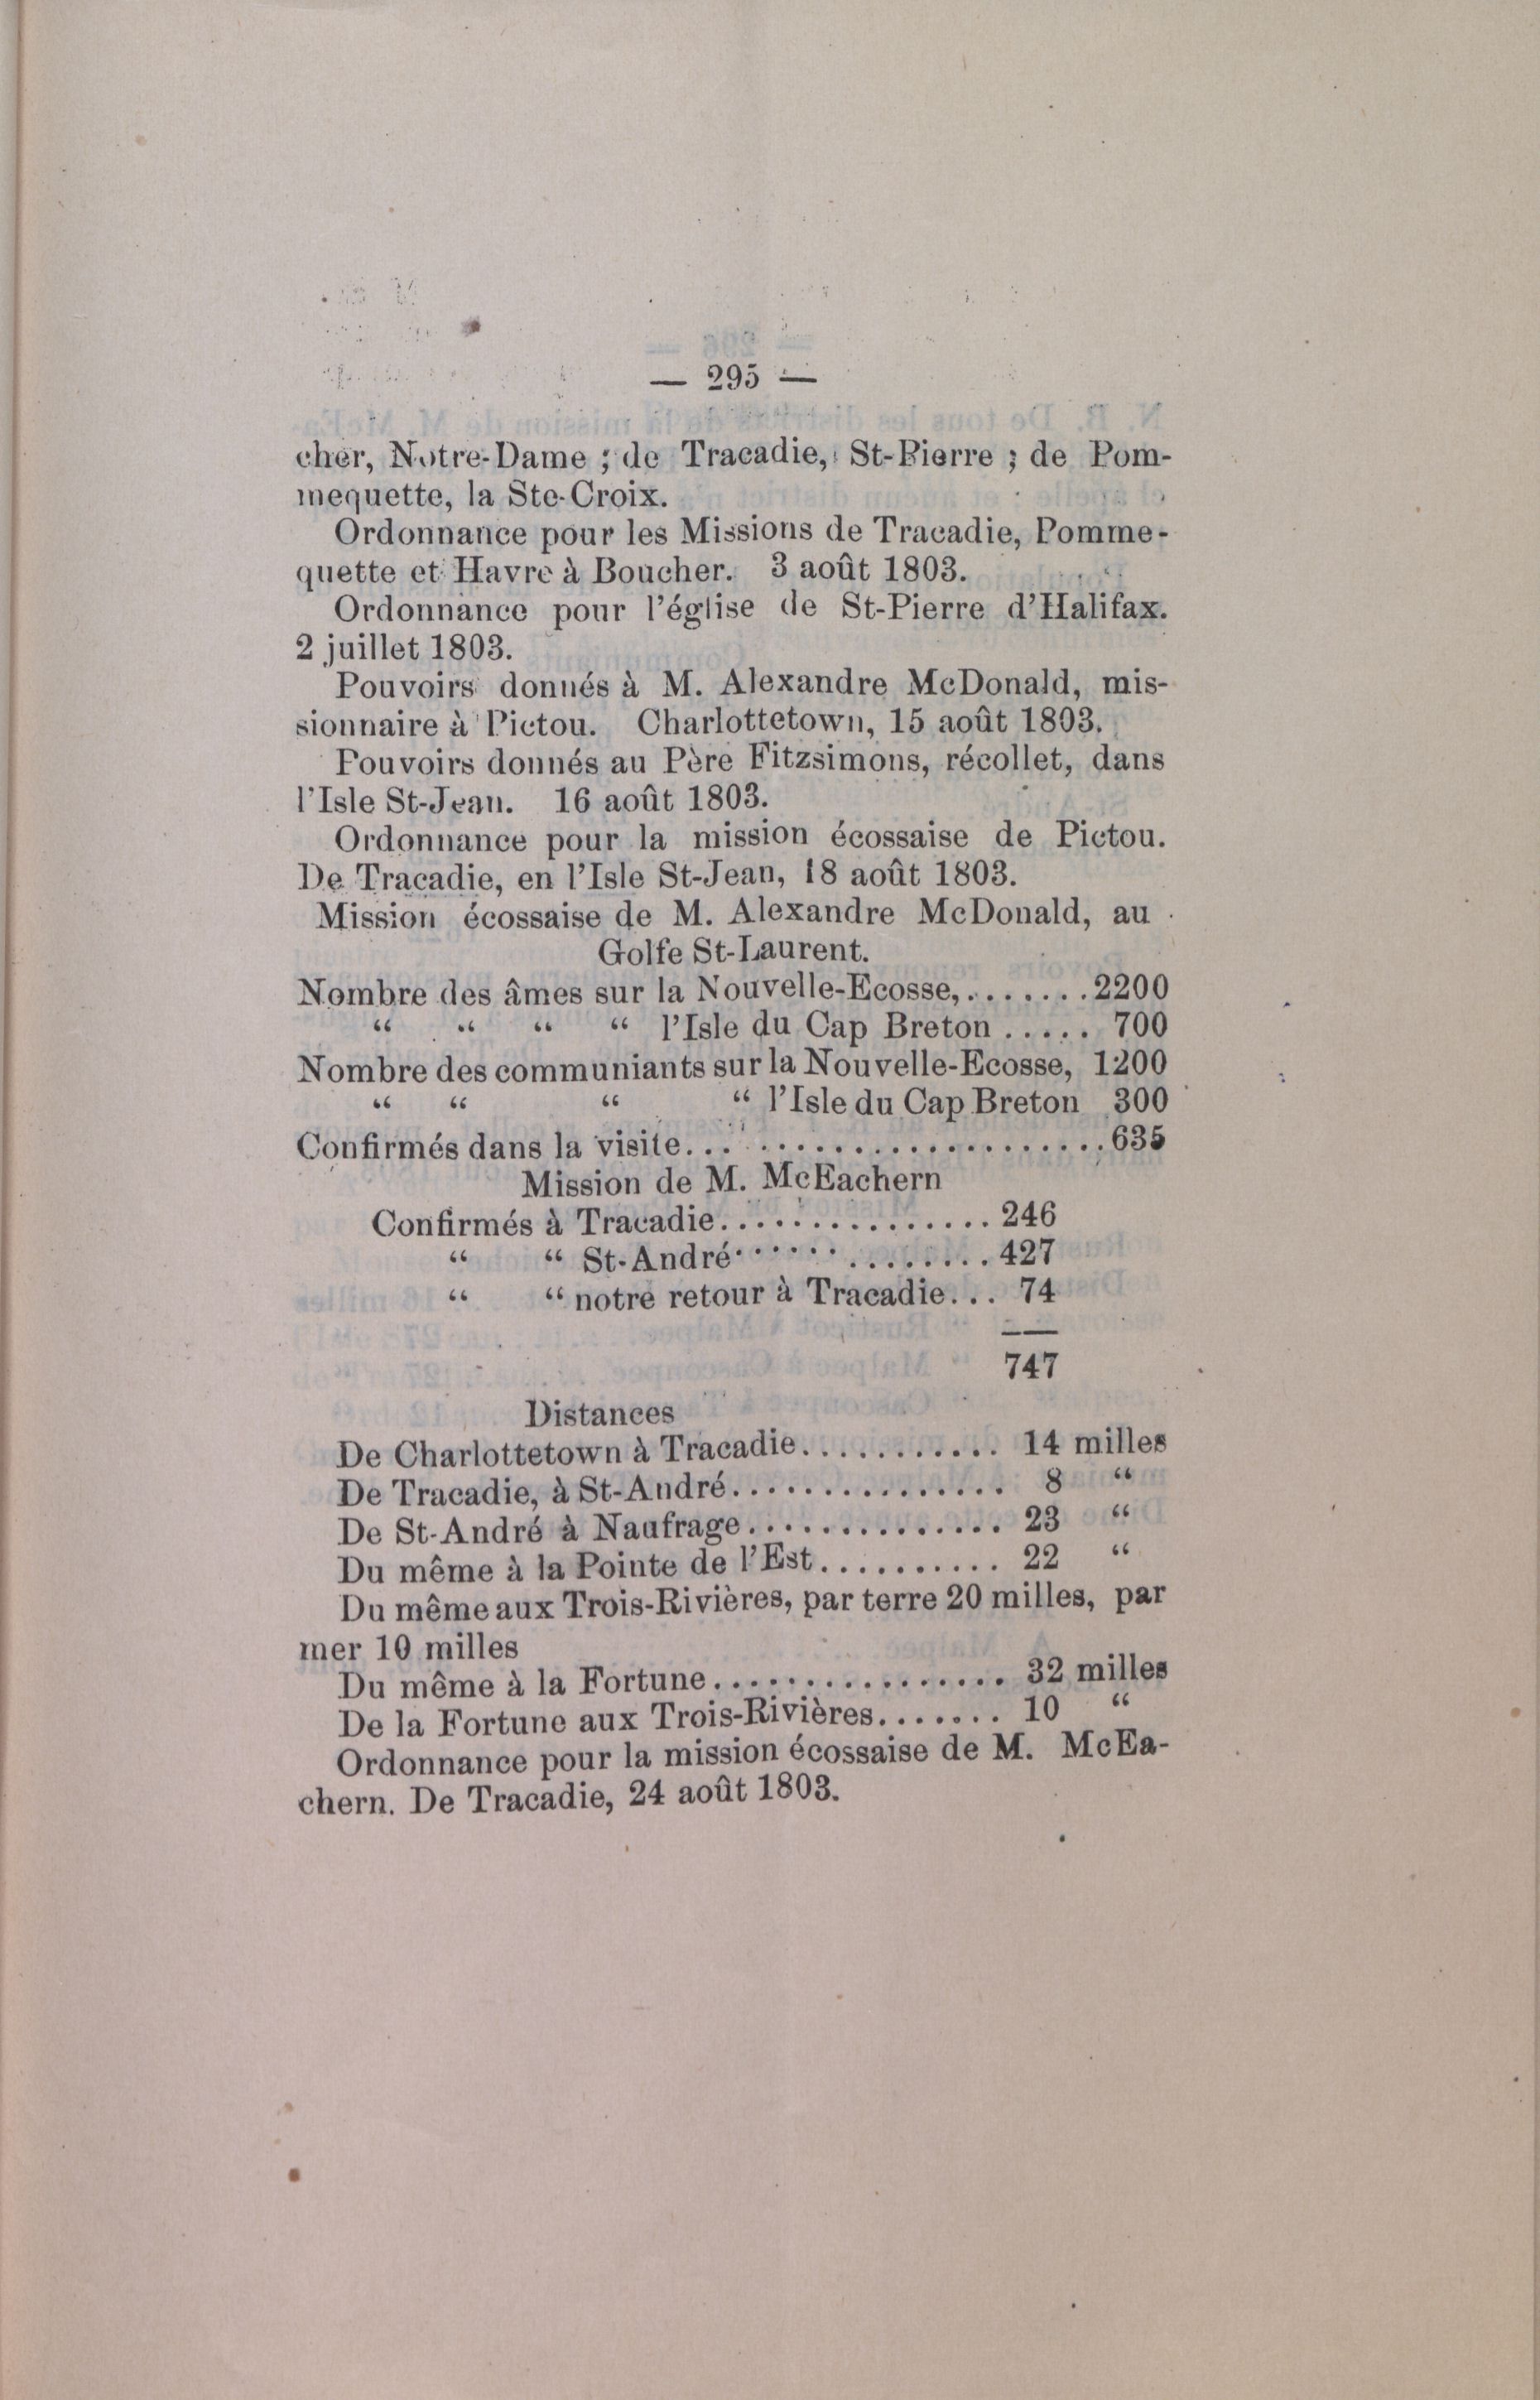 — 295 —
cher, Notre-Dame ; de Tracadie, St-Pierre ; de Pom-
mequette, la Ste-Croix.
Ordonnance pour les Missions de Tracadie, Pomme-
quette et Havre à Boucher. 3 août 1803.
Ordonnance pour l'église de St-Pierre d'Halifax.
2 juillet 1803.
Pouvoirs donnés à M. Alexandre McDonald, mis-
sionnaire à Pictou. Charlottetown, 15 août 1803.
Pouvoirs donnés au Père Fitzsimons, récollet, dans
l'Isle St-Jean. 16 août 1803.
Ordonnance pour la mission écossaise de Pictou.
De Tracadie, en l'Isle St-Jean, 18 août 1803.
Mission écossaise de M. Alexandre McDonald, au
Golfe St-Laurent.
Nombre des âmes sur la Nouvelle-Ecosse,.......2200
“ “ “ “ l'Isle du Cap Breton ..... 700
Nombre des communiants sur la Nouvelle-Ecosse, 1200
“ “ “ “ l'Isle du Cap Breton 300
Confirmés dans la visite.......................635
Mission de M. McEachern
Confirmés à Tracadie................ 246
“ “ St-André...............427
“ “ notre retour à Tracadie... 74
747
Distances
De Charlottetown à Tracadie............ 14 milles
De Tracadie, à St-André................ 8 “
De St-André à Naufrage............... 23 “
Du même à la Pointe de l'Est........... 22 “
Du même aux Trois-Rivières, par terre 20 milles, par
mer 10 milles
Du même à la Fortune................. 32 milles
De la Fortune aux Trois-Rivières....... 10 “
Ordonnance pour la mission écossaise de M. McEa-
chern. De Tracadie, 24 août 1803.